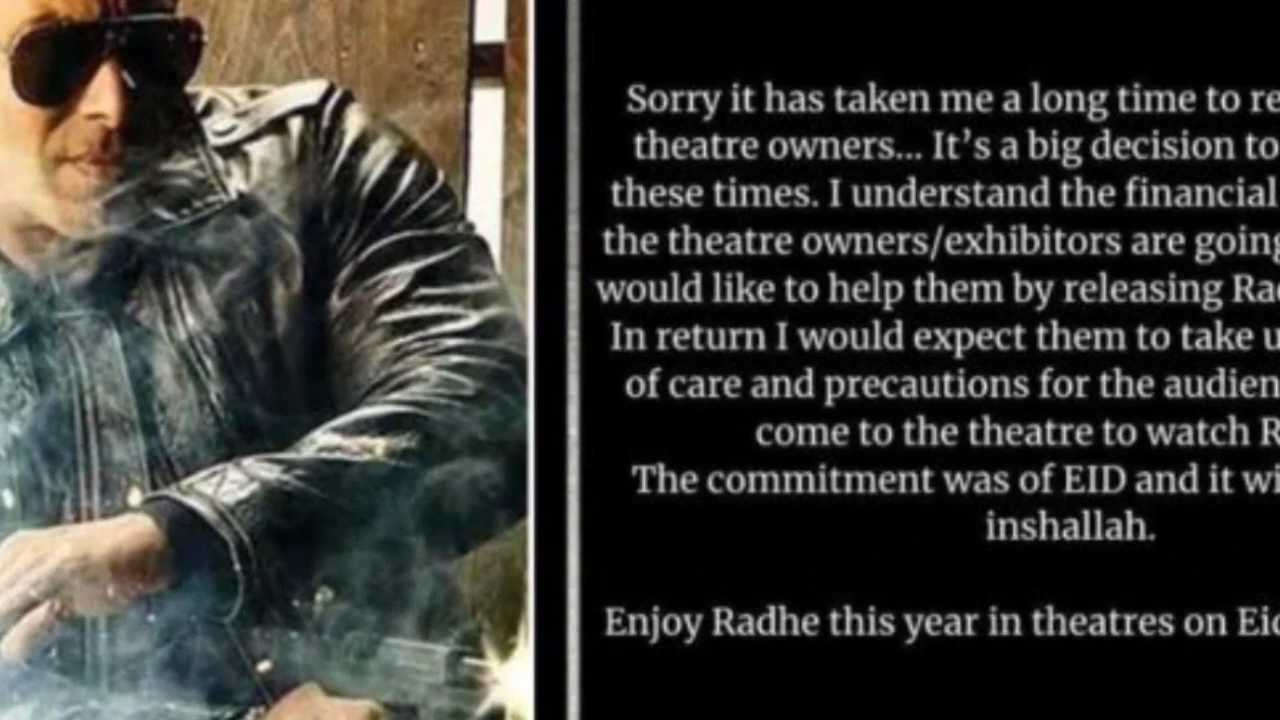 Sorry it has taken me a long time to re
theatre owners... It's a big decision to
these times. I understand the financial
the theatre owners/exhibitors are going
would like to help them by releasing Rad
In return I would expect them to take u
of care and precautions for the audien
come to the theatre to watch R
The commitment was of EID and it wi
inshallah.
Enjoy Radhe this year in theatres on Eid